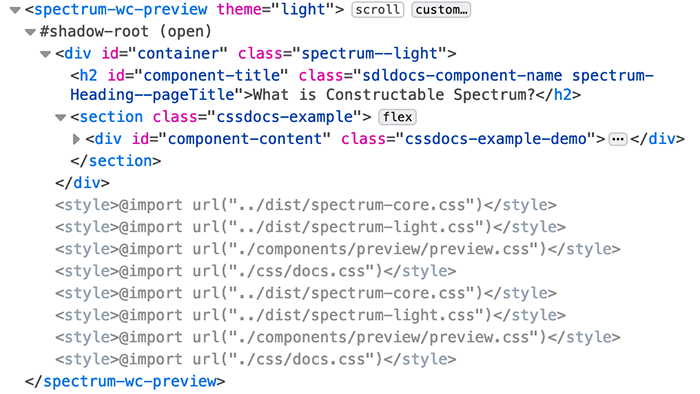 <spectrum-wc-preview theme="light"> scroll custom…
#shadow-root (open)
<div id="container" class="spectrum--light">
<h2 id="component-title" class="sdldocs-component-name spectrum-
Heading--pageTitle">What is Constructable Spectrum?</h2>
<section class="cssdocs-example"> flex
<div id="component-content" class="cssdocs-example-demo">…</div>
</section>
</div>
<style>@import url("../dist/spectrum-core.css")</style>
<style>@import url("../dist/spectrum-light.css")</style>
<style>@import url("./components/preview/preview.css")</style>
<style>@import url("./css/docs.css")</style>
<style>@import url("../dist/spectrum-core.css")</style>
<style>@import url("../dist/spectrum-light.css")</style>
<style>@import url("./components/preview/preview.css")</style>
<style>@import url("./css/docs.css")</style>
</spectrum-wc-preview>